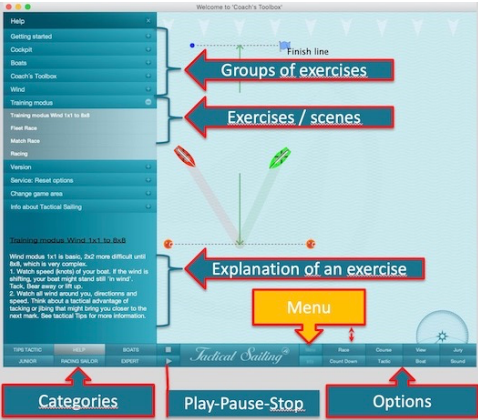 Welcome to 'Coach's Toolbox'
Help
Getting started
Cockpit
Boats
Coach's Toolbox
Wind
Training modus
Training modus Wind 1x1 to 8x8
Fleet Race
Match Race
Racing
Version
Service: Reset options
Change game area
Info about Tactical Sailing
Finish line
Groups of exercises
Exercises / scenes
Training modus Wind 1x1 to 8x8
Wind modus 1x1 is basic, 2x2 more difficult until
8x8, which is very complex.
1. Watch speed (knots) of your boat. If the wind is
shifting, your boat might stand still 'in wind'.
Tack, Bear away or lift up.
2. Watch all wind around you, directions and
speed. Think about a tactical advantage of
tacking or jibing that might bring you closer to the
next mark. See tactical Tips for more information.
Explanation of an exercise
Menu
TIPS TACTIC HELP BOATS
JUNIOR RACING SAILOR EXPERT
Tactical Sailing
Race Course View Jury
Count Down Tactic Boat Sound
Categories
Play-Pause-Stop
Options